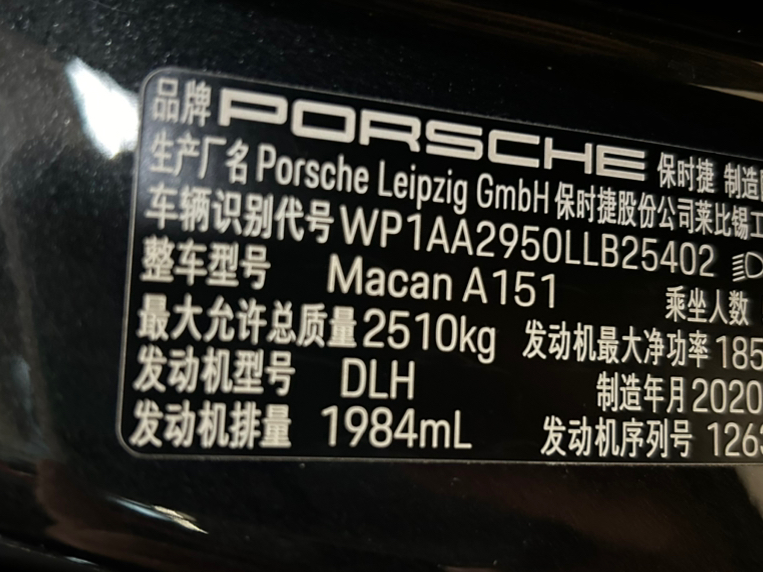 品牌 PORSCHE 保时捷 制造
生产厂名 Porsche Leipzig GmbH 保时捷股份公司莱比锡工
车辆识别代号 WP1AA2950LLB25402
整车型号 Macan A151 乘坐人数
最大允许总质量 2510kg 发动机最大净功率 185
发动机型号 DLH 制造年月 2020
发动机排量 1984mL 发动机序列号 1263